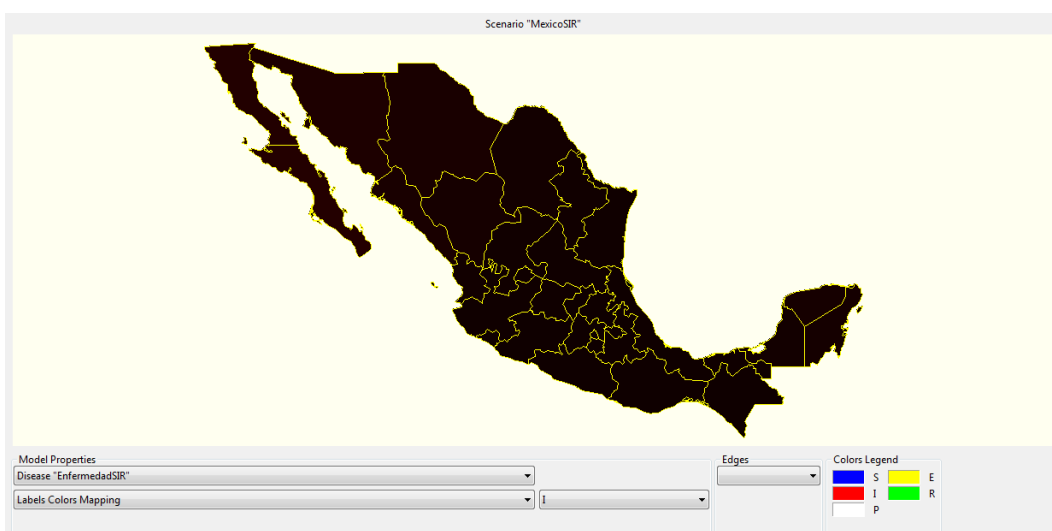 Scenario "MexicoSIR"
Model Properties
Disease "EnfermedadSIR"
Labels Colors Mapping
I
Edges
Colors Legend
S E
I R
P